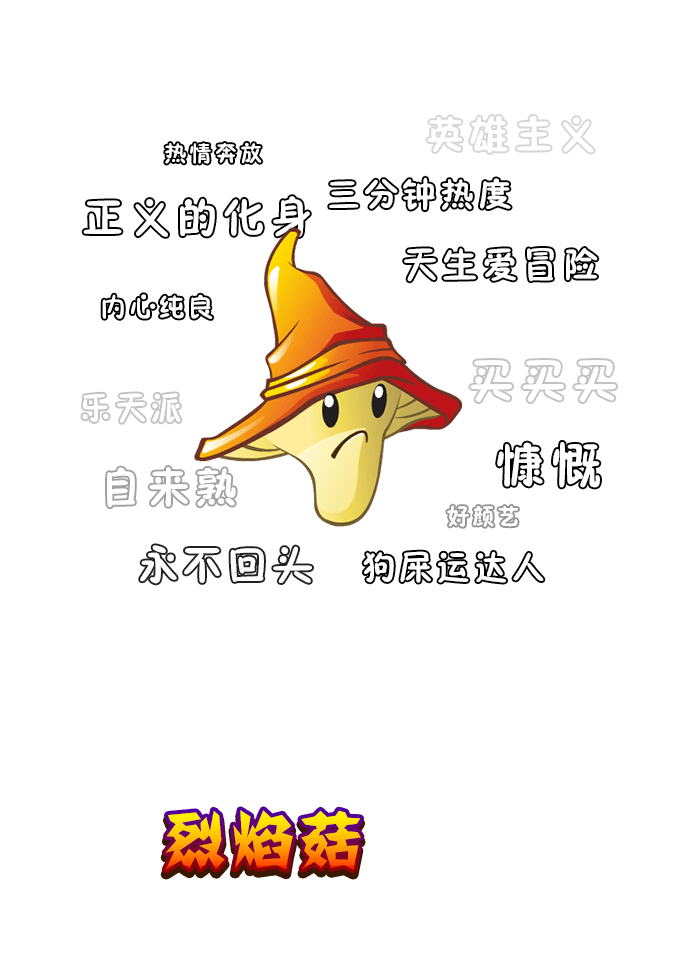 英雄主义
热情奔放
三分钟热度
正义的化身
天生爱冒险
内心纯良
买买买
乐天派
慷慨
自来熟
好颜艺
永不回头
狗屎运达人
烈焰菇